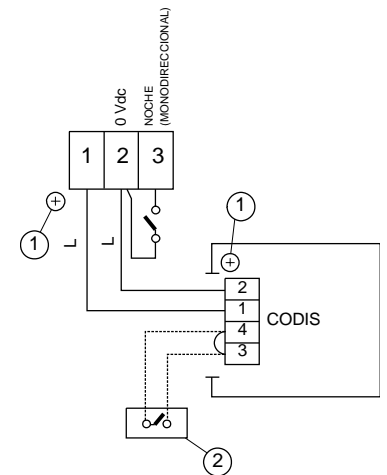 0 Vdc
NOCHE
(MONODIRECCIONAL)
1 2 3
+
1
L
L
1
+
2
1
4
3
CODIS
2